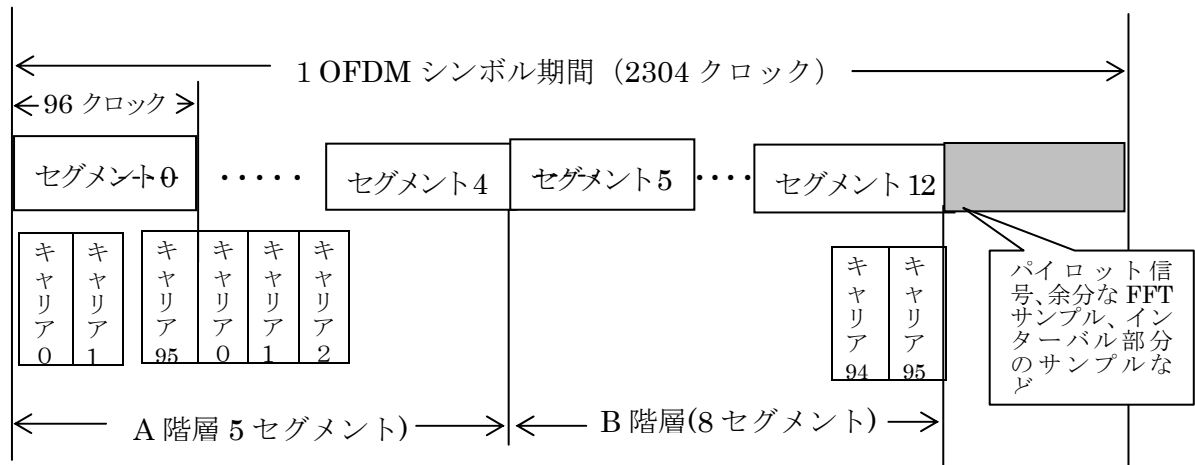 1 OFDM シンボル期間（2304 クロック）
96 クロック
セグメント0
・・・・・
セグメント4
セグメント5
・・・・
セグメント 12
キャリア0
キャリア1
キャリア95
キャリア0
キャリア1
キャリア2
キャリア94
キャリア95
パイロット信
号、余分な FFT
サンプル、イン
ターバル部分
のサンプルな
ど
A 階層 5 セグメント)
B 階層(8 セグメント)